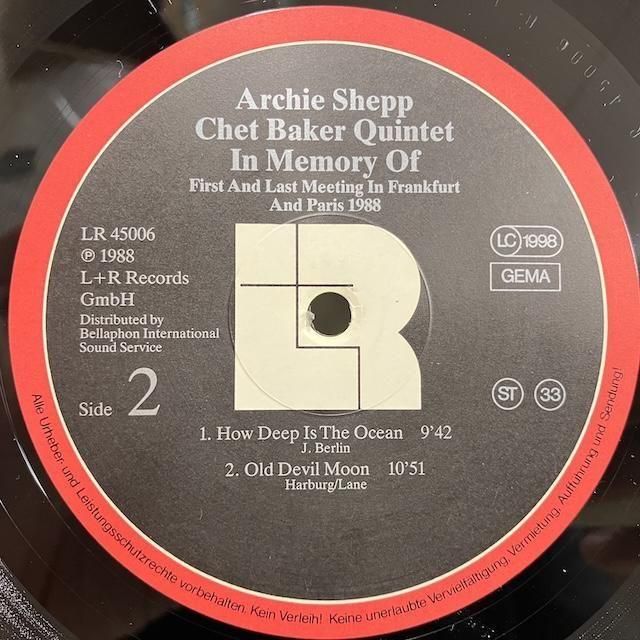 Archie Shepp
Chet Baker Quintet
In Memory Of
First And Last Meeting In Frankfurt
And Paris 1988
LR 45006
℗ 1988
L+R Records
GmbH
Distributed by
Bellaphon International
Sound Service
LC 1998
GEMA
LR
Side 2
ST 33
1. How Deep Is The Ocean 9'42
J. Berlin
2. Old Devil Moon 10'51
Harburg/Lane
Alle Urheber- und Leistungsschutzrechte vorbehalten. Kein Verleih! Keine unerlaubte Vervielfältigung, Vermietung, Aufführung und Sendung!